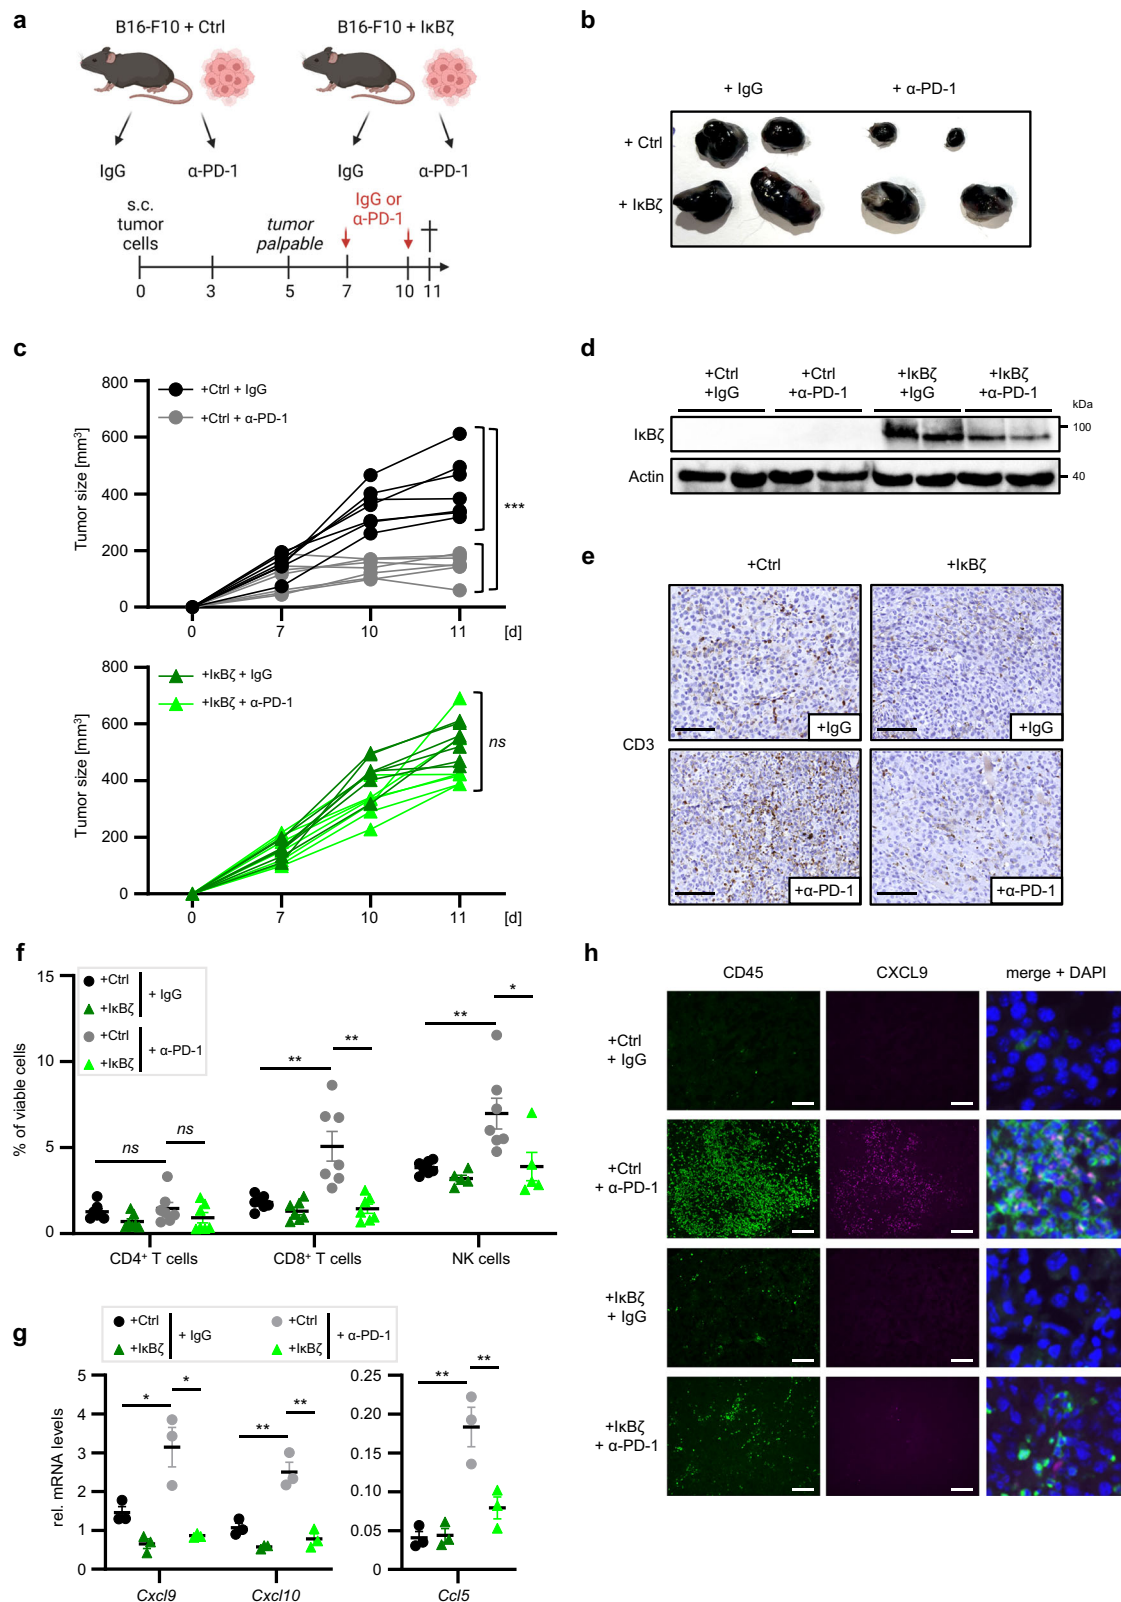 a
B16-F10 + Ctrl
B16-F10 + IκBζ
IgG
α-PD-1
IgG
α-PD-1
s.c.
tumor
cells
tumor
palpable
IgG or
α-PD-1
0
3
5
7
10
11
b
+ IgG
+ α-PD-1
+ Ctrl
+ IκBζ
c
Tumor size [mm³]
800
600
400
200
0
+Ctrl + IgG
+Ctrl + α-PD-1
***
0
7
10
11
[d]
Tumor size [mm³]
800
600
400
200
0
+IκBζ + IgG
+IκBζ + α-PD-1
ns
0
7
10
11
[d]
d
+Ctrl
+IgG
+Ctrl
+α-PD-1
+IκBζ
+IgG
+IκBζ
+α-PD-1
kDa
IκBζ
100
Actin
40
e
+Ctrl
+IκBζ
CD3
+IgG
+IgG
+α-PD-1
+α-PD-1
f
% of viable cells
15
10
5
0
+Ctrl
+IκBζ
+ IgG
+Ctrl
+IκBζ
+ α-PD-1
ns
ns
**
**
**
*
CD4⁺ T cells
CD8⁺ T cells
NK cells
g
+Ctrl
+IκBζ
+ IgG
+Ctrl
+IκBζ
+ α-PD-1
rel. mRNA levels
5
4
3
2
1
0
*
*
**
**
Cxcl9
Cxcl10
0.25
0.20
0.15
0.10
0.05
0
**
**
Ccl5
h
CD45
CXCL9
merge + DAPI
+Ctrl
+ IgG
+Ctrl
+ α-PD-1
+IκBζ
+ IgG
+IκBζ
+ α-PD-1